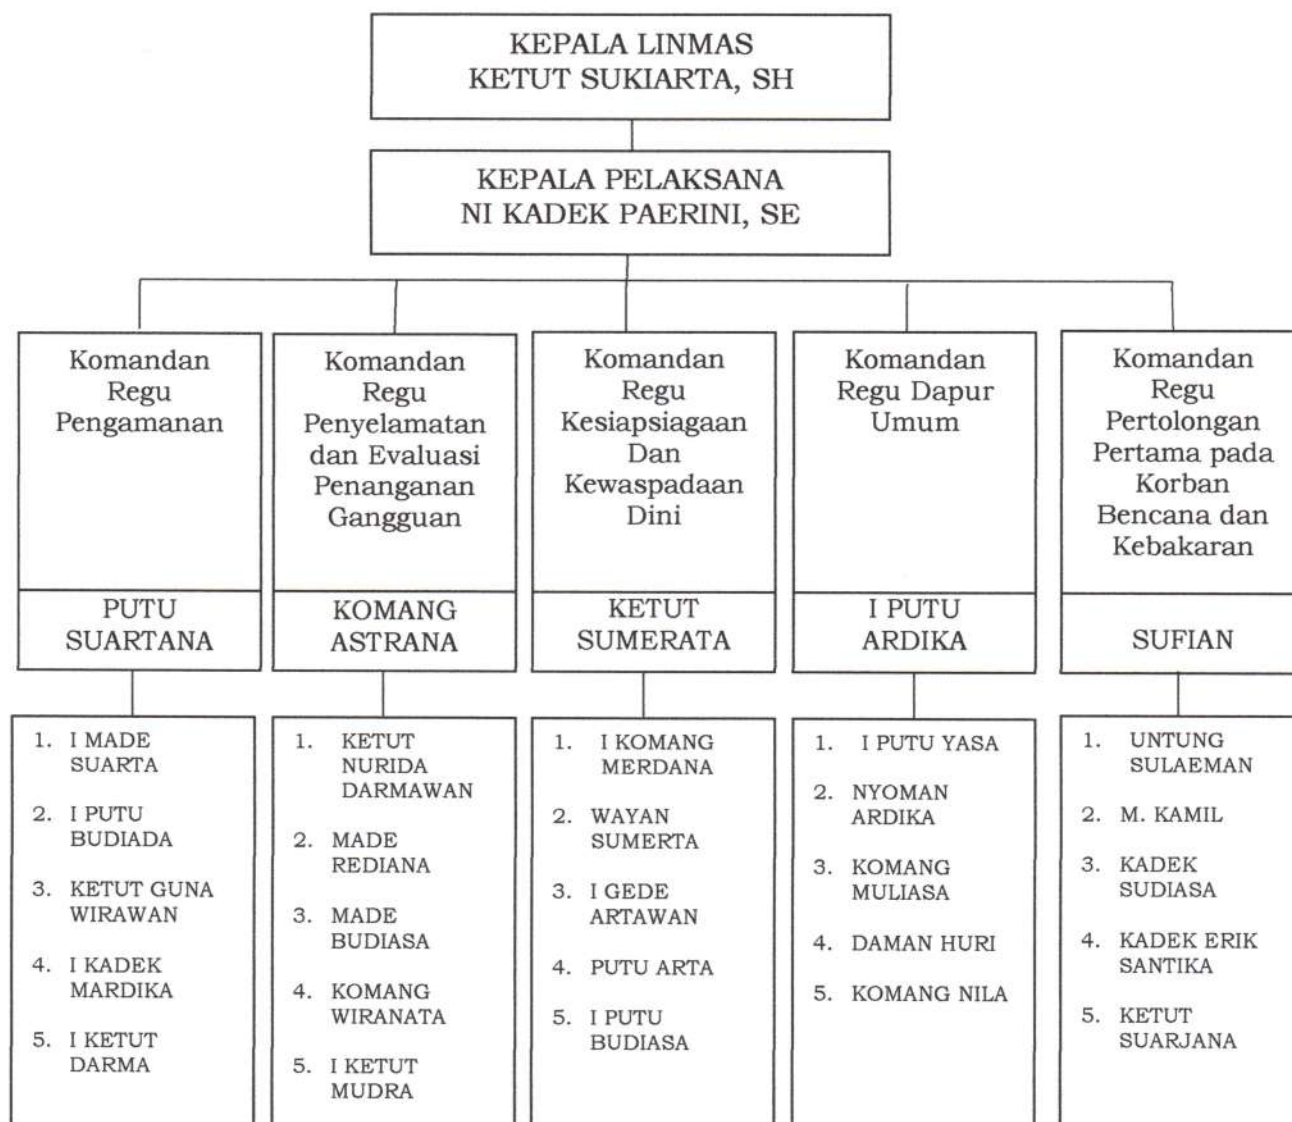 KEPALA LINMAS
KETUT SUKIARTA, SH
KEPALA PELAKSANA
NI KADEK PAERINI, SE
Komandan
Regu
Pengamanan
PUTU
SUARTANA
Komandan
Regu
Penyelamatan
dan Evaluasi
Penanganan
Gangguan
KOMANG
ASTRANA
Komandan
Regu
Kesiapsiagaan
Dan
Kewaspadaan
Dini
KETUT
SUMERATA
Komandan
Regu Dapur
Umum
I PUTU
ARDIKA
Komandan
Regu
Pertolongan
Pertama pada
Korban
Bencana dan
Kebakaran
SUFIAN
1. I MADE
SUARTA
2. I PUTU
BUDIADA
3. KETUT GUNA
WIRAWAN
4. I KADEK
MARDIKA
5. I KETUT
DARMA
1. KETUT
NURIDA
DARMAWAN
2. MADE
REDIANA
3. MADE
BUDIASA
4. KOMANG
WIRANATA
5. I KETUT
MUDRA
1. I KOMANG
MERDANA
2. WAYAN
SUMERTA
3. I GEDE
ARTAWAN
4. PUTU ARTA
5. I PUTU
BUDIASA
1. I PUTU YASA
2. NYOMAN
ARDIKA
3. KOMANG
MULIASA
4. DAMAN HURI
5. KOMANG NILA
1. UNTUNG
SULAEMAN
2. M. KAMIL
3. KADEK
SUDIASA
4. KADEK ERIK
SANTIKA
5. KETUT
SUARJANA